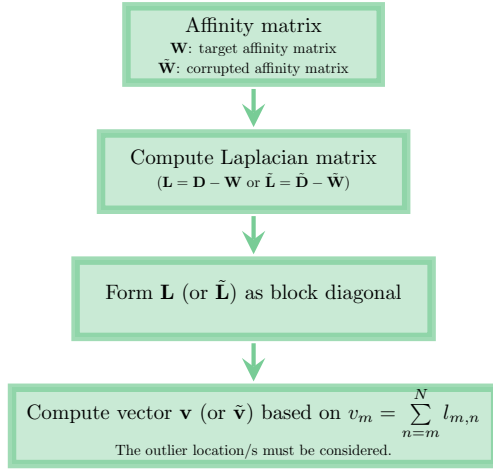 Affinity matrix
W: target affinity matrix
W̃: corrupted affinity matrix
Compute Laplacian matrix
(L = D − W or L̃ = D̃ − W̃)
Form L (or L̃) as block diagonal
Compute vector v (or ṽ) based on v_m = ∑_{n=m}^{N} l_{m,n}
The outlier location/s must be considered.